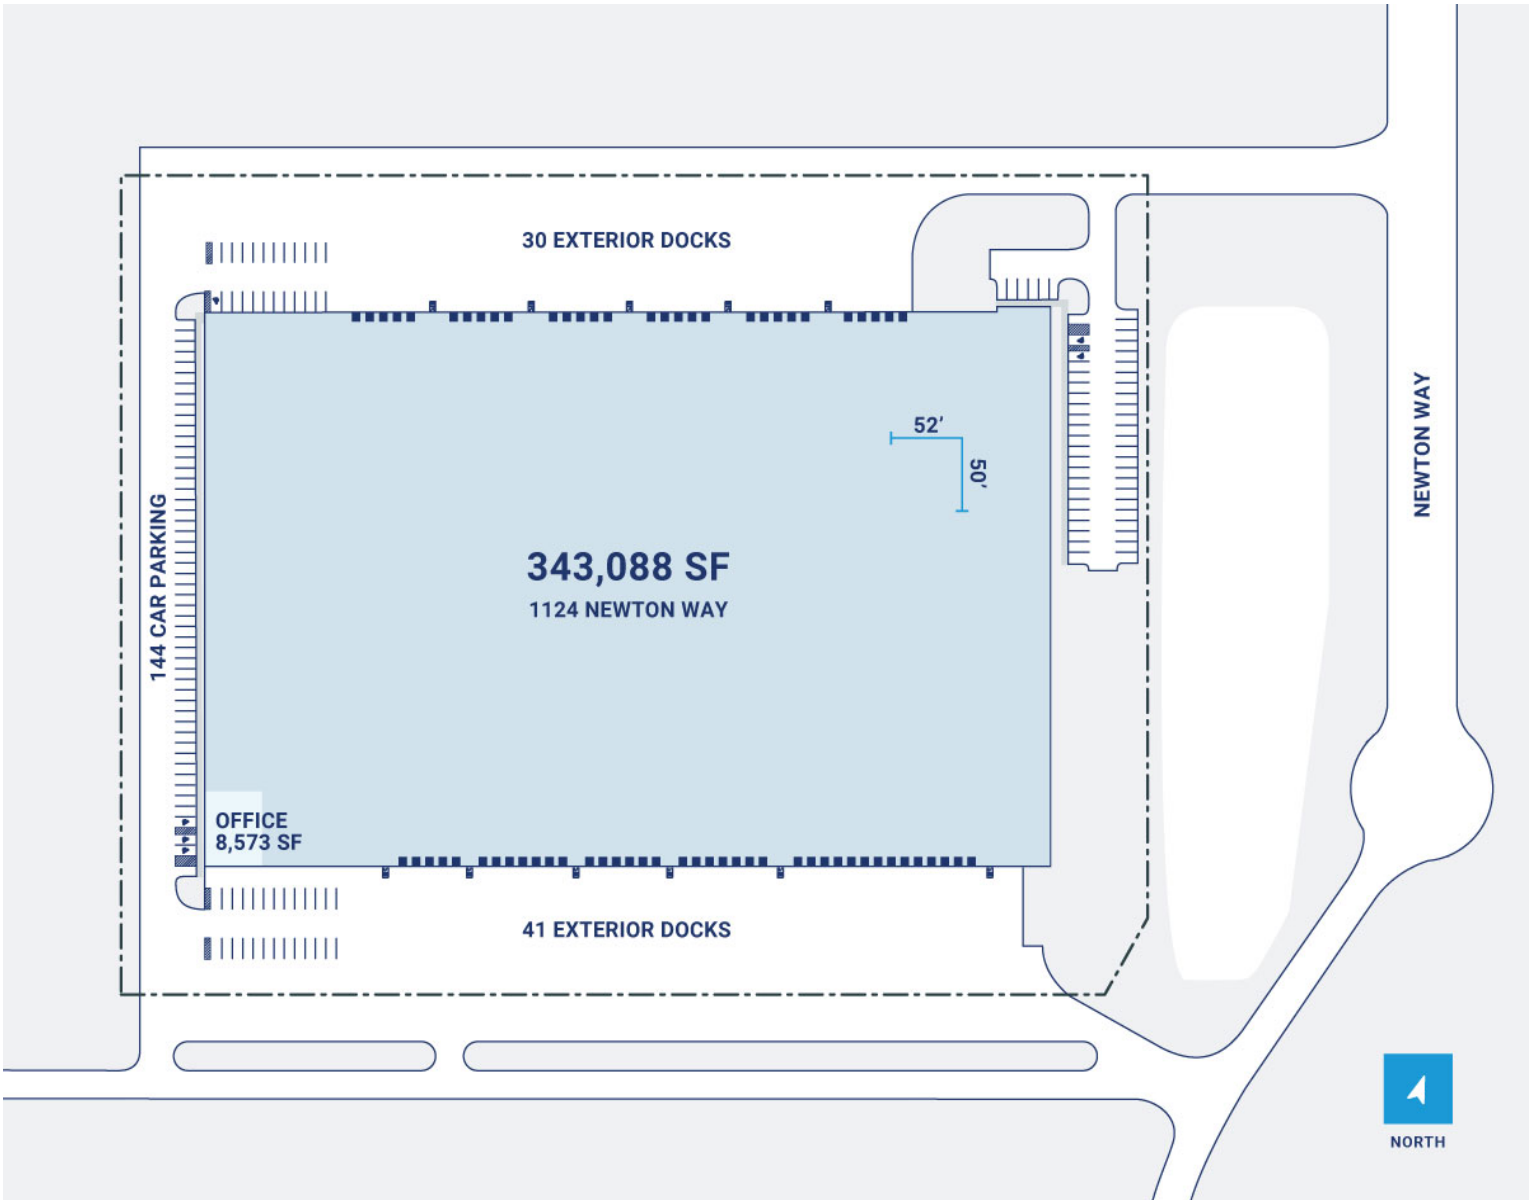 30 EXTERIOR DOCKS
52’
50’
NEWTON WAY
144 CAR PARKING
343,088 SF
1124 NEWTON WAY
OFFICE
8,573 SF
41 EXTERIOR DOCKS
NORTH